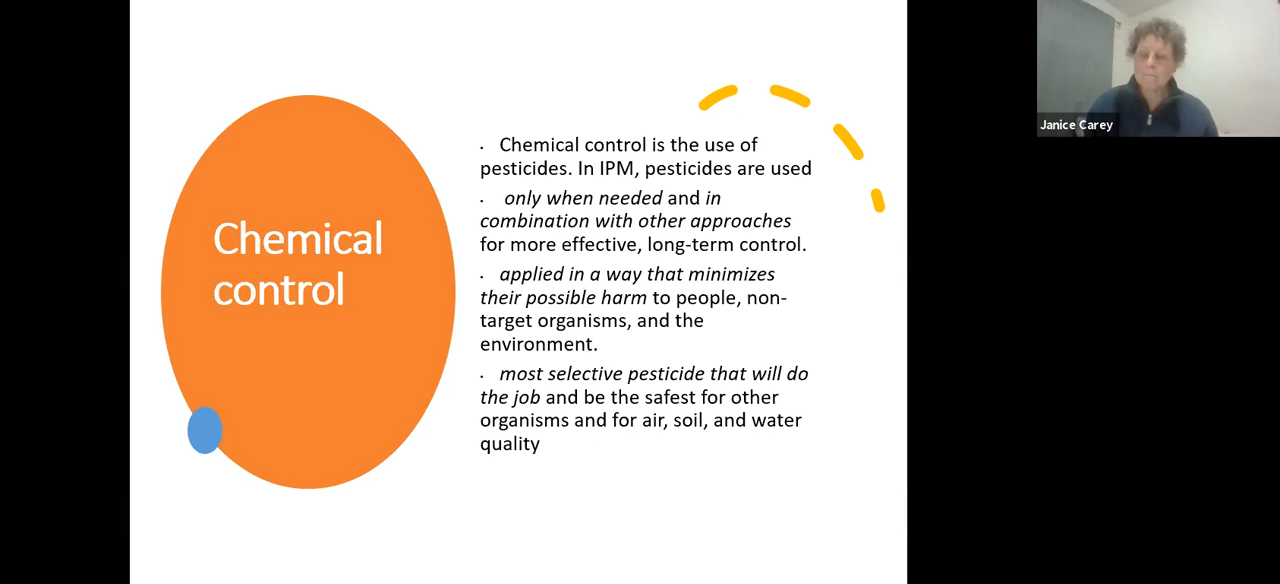 Chemical
control
· Chemical control is the use of
pesticides. In IPM, pesticides are used
· only when needed and in
combination with other approaches
for more effective, long-term control.
· applied in a way that minimizes
their possible harm to people, non-
target organisms, and the
environment.
· most selective pesticide that will do
the job and be the safest for other
organisms and for air, soil, and water
quality
Janice Carey